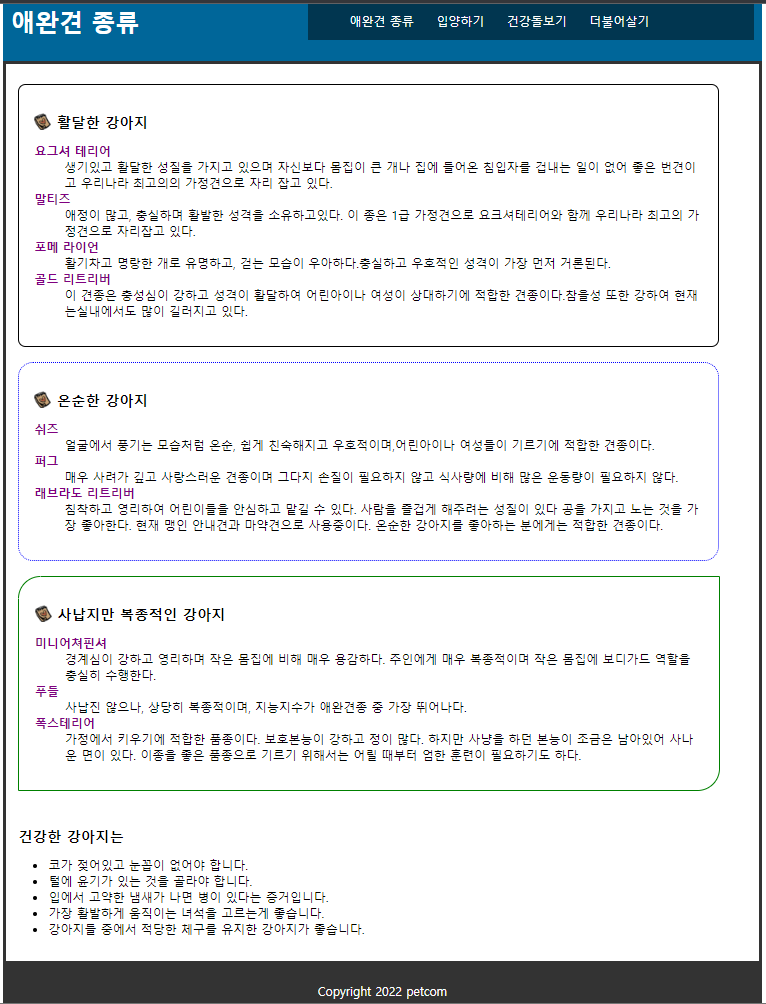 애완견 종류
애완견 종류 입양하기 건강돌보기 더불어살기
활달한 강아지
요그셔 테리어
생기있고 활달한 성질을 가지고 있으며 자신보다 몸집이 큰 개나 집에 들어온 침입자를 겁내는 일이 없어 좋은 번견이
고 우리나라 최고의의 가정견으로 자리 잡고 있다.
말티즈
애정이 많고, 충실하며 활발한 성격을 소유하고있다. 이 종은 1급 가정견으로 요크셔테리어와 함께 우리나라 최고의 가
정견으로 자리잡고 있다.
포메 라이언
활기차고 명랑한 개로 유명하고, 걷는 모습이 우아하다.충실하고 우호적인 성격이 가장 먼저 거론된다.
골드 리트리버
이 견종은 충성심이 강하고 성격이 활달하여 어린아이나 여성이 상대하기에 적합한 견종이다.참을성 또한 강하여 현재
는실내에서도 많이 길러지고 있다.
온순한 강아지
쉬즈
얼굴에서 풍기는 모습처럼 온순, 쉽게 친숙해지고 우호적이며,어린아이나 여성들이 기르기에 적합한 견종이다.
퍼그
매우 사려가 깊고 사랑스러운 견종이며 그다지 손질이 필요하지 않고 식사량에 비해 많은 운동량이 필요하지 않다.
래브라도 리트리버
침착하고 영리하여 어린이들을 안심하고 맡길 수 있다. 사람을 즐겁게 해주려는 성질이 있다 공을 가지고 노는 것을 가
장 좋아한다. 현재 맹인 안내견과 마약견으로 사용중이다. 온순한 강아지를 좋아하는 분에게는 적합한 견종이다.
사납지만 복종적인 강아지
미니어쳐핀셔
경계심이 강하고 영리하며 작은 몸집에 비해 매우 용감하다. 주인에게 매우 복종적이며 작은 몸집에 보디가드 역할을
충실히 수행한다.
푸들
사납진 않으나, 상당히 복종적이며, 지능지수가 애완견종 중 가장 뛰어나다.
폭스테리어
가정에서 키우기에 적합한 품종이다. 보호본능이 강하고 정이 많다. 하지만 사냥을 하던 본능이 조금은 남아있어 사나
운 면이 있다. 이종을 좋은 품종으로 기르기 위해서는 어릴 때부터 엄한 훈련이 필요하기도 하다.
건강한 강아지는
• 코가 젖어있고 눈꼽이 없어야 합니다.
• 털에 윤기가 있는 것을 골라야 합니다.
• 입에서 고약한 냄새가 나면 병이 있다는 증거입니다.
• 가장 활발하게 움직이는 녀석을 고르는게 좋습니다.
• 강아지들 중에서 적당한 체구를 유지한 강아지가 좋습니다.
Copyright 2022 petcom